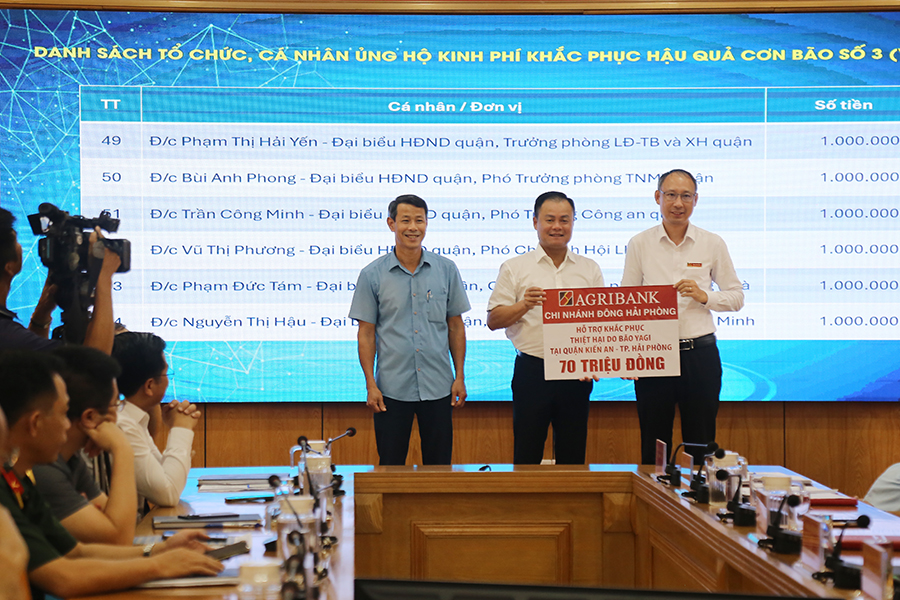 DANH SÁCH TỔ CHỨC, CÁ NHÂN ỦNG HỘ KINH PHÍ KHẮC PHỤC HẬU QUẢ CƠN BÃO SỐ 3 (
TT Cá nhân / Đơn vị Số tiền
49 Đ/c Phạm Thị Hải Yến - Đại biểu HĐND quận, Trưởng phòng LĐ-TB và XH quận 1.000.000
50 Đ/c Bùi Anh Phong - Đại biểu HĐND quận, Phó Trưởng phòng TNM 1.000.000
51 Đ/c Trần Công Minh - Đại biểu HĐND quận, Phó Công an 1.000.000
Đ/c Vũ Thị Phương - Đại biểu HĐND quận, Phó Hội 1.000.000
3 Đ/c Phạm Đức Tám - Đại 1.000.000
Đ/c Nguyễn Thị Hậu - Đại Minh 1.000.000
AGRIBANK
CHI NHÁNH ĐÔNG HẢI PHÒNG
HỖ TRỢ KHẮC PHỤC
THIỆT HẠI DO BÃO YAGI
TẠI QUẬN KIẾN AN - TP. HẢI PHÒNG
70 TRIỆU ĐỒNG